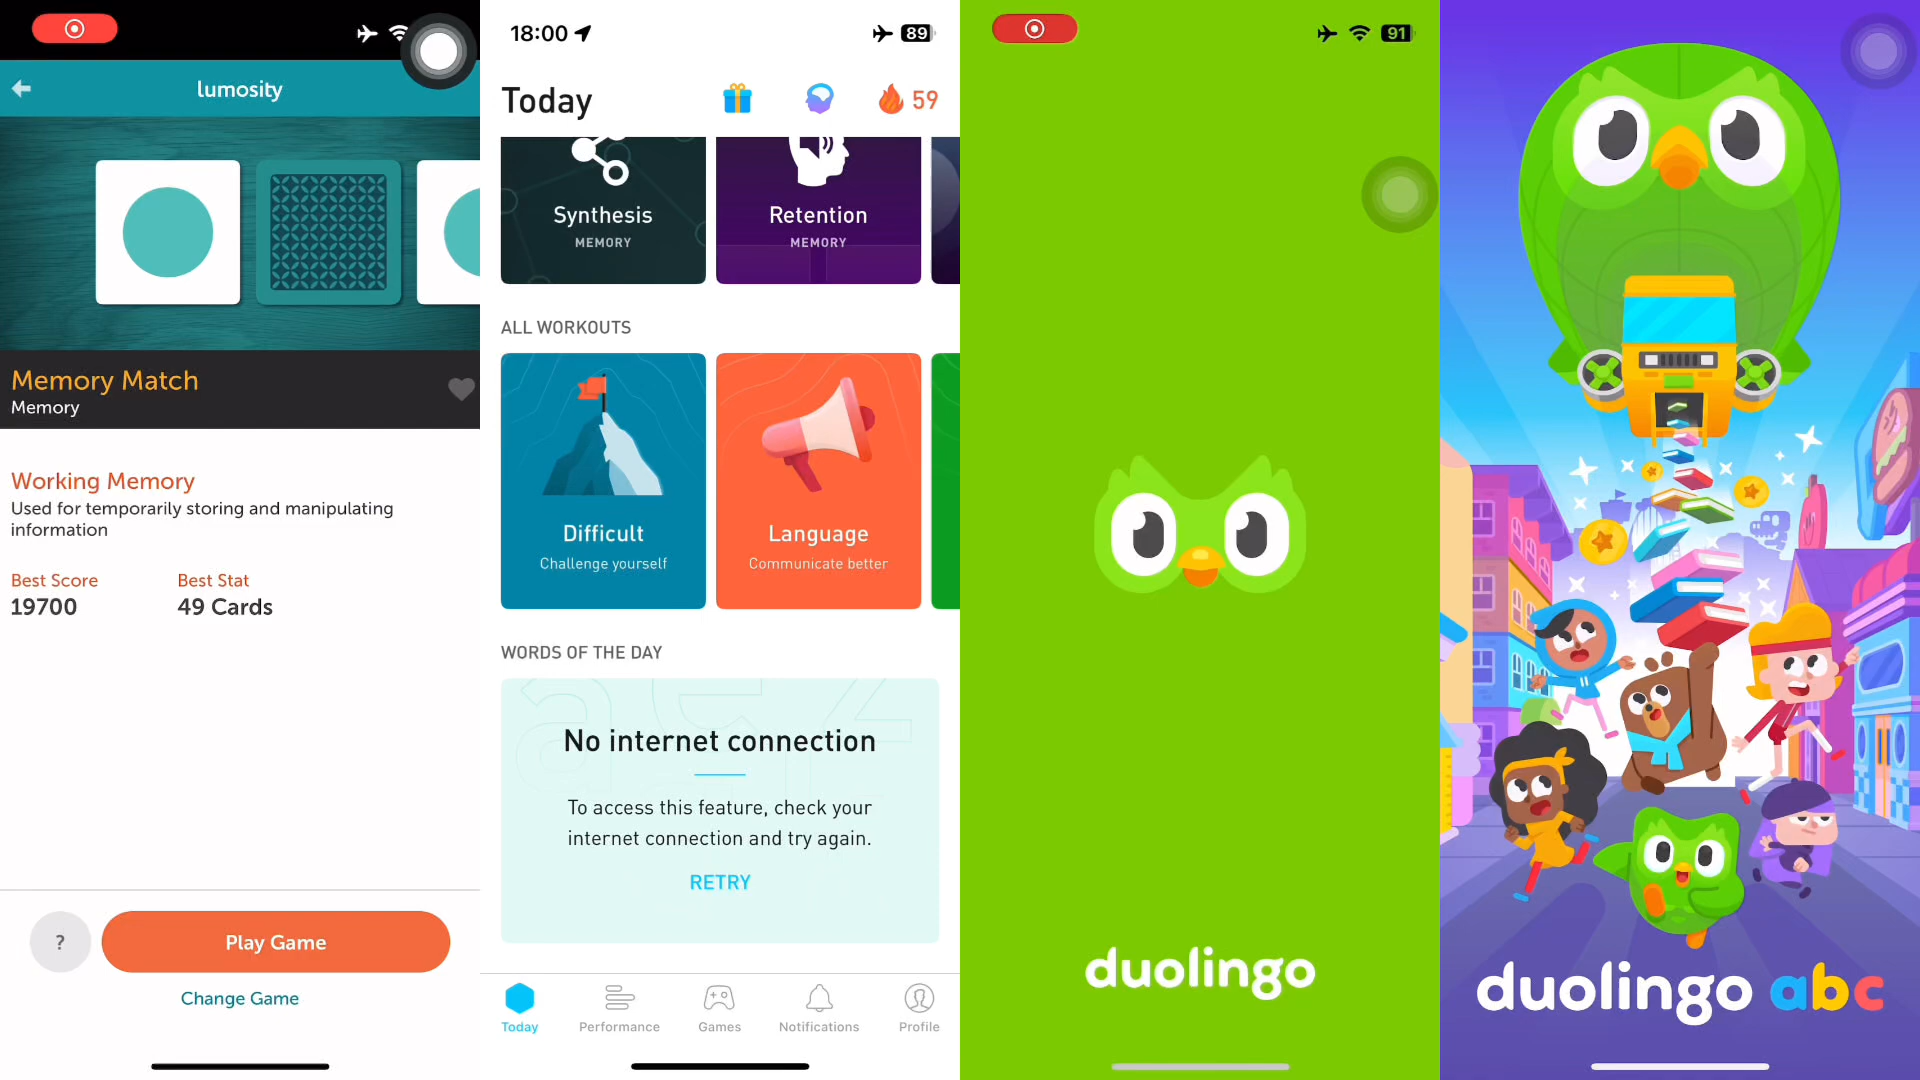 lumosity
Memory Match
Memory
Working Memory
Used for temporarily storing and manipulating
information
Best Score
19700
Best Stat
49 Cards
?
Play Game
Change Game
18:00
89
Today
59
Synthesis
MEMORY
Retention
MEMORY
ALL WORKOUTS
Difficult
Challenge yourself
Language
Communicate better
WORDS OF THE DAY
No internet connection
To access this feature, check your
internet connection and try again.
RETRY
Today
Performance
Games
Notifications
Profile
91
duolingo
duolingo abc